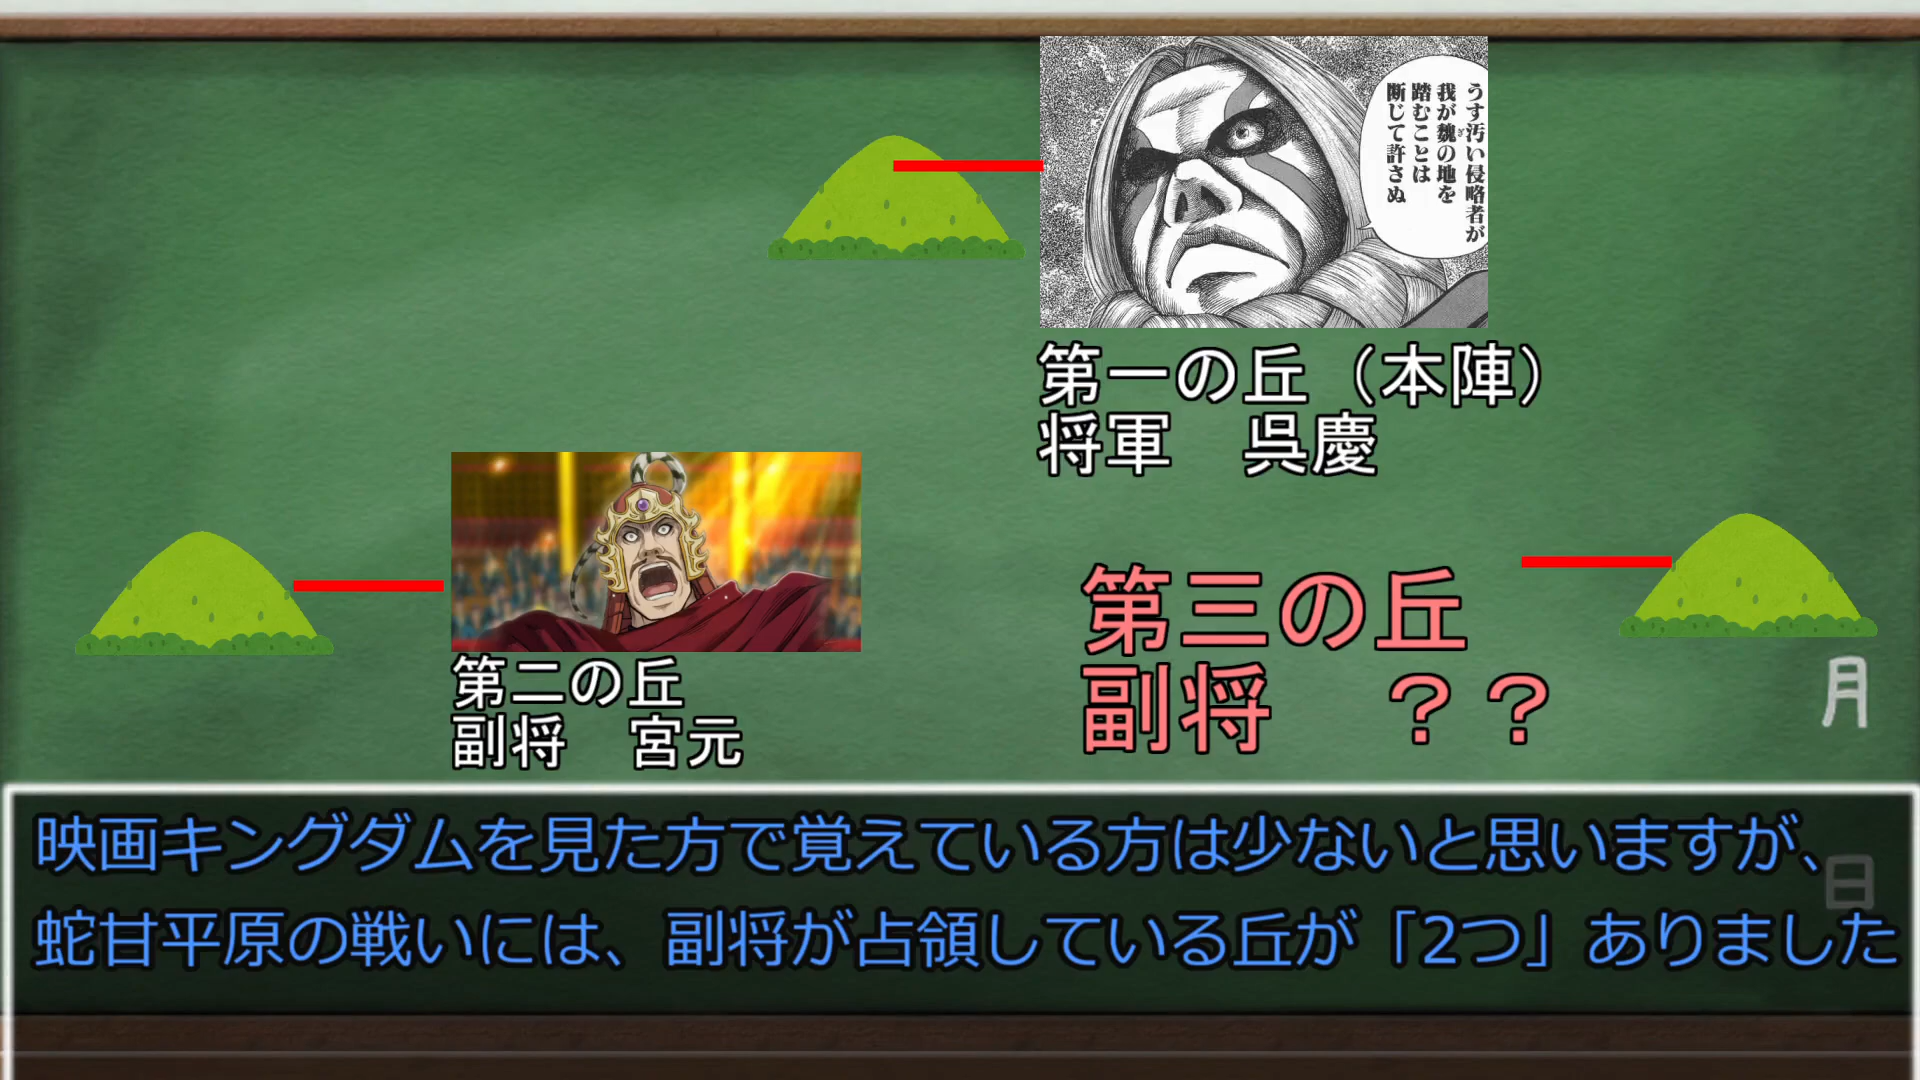 うす汚い侵略者が
我が魏の地を
踏むことは
断じて許さぬ
第一の丘（本陣）
将軍　呉慶
第二の丘
副将　宮元
第三の丘
副将　？？
月
日
映画キングダムを見た方で覚えている方は少ないと思いますが、
蛇甘平原の戦いには、副将が占領している丘が「2つ」ありました